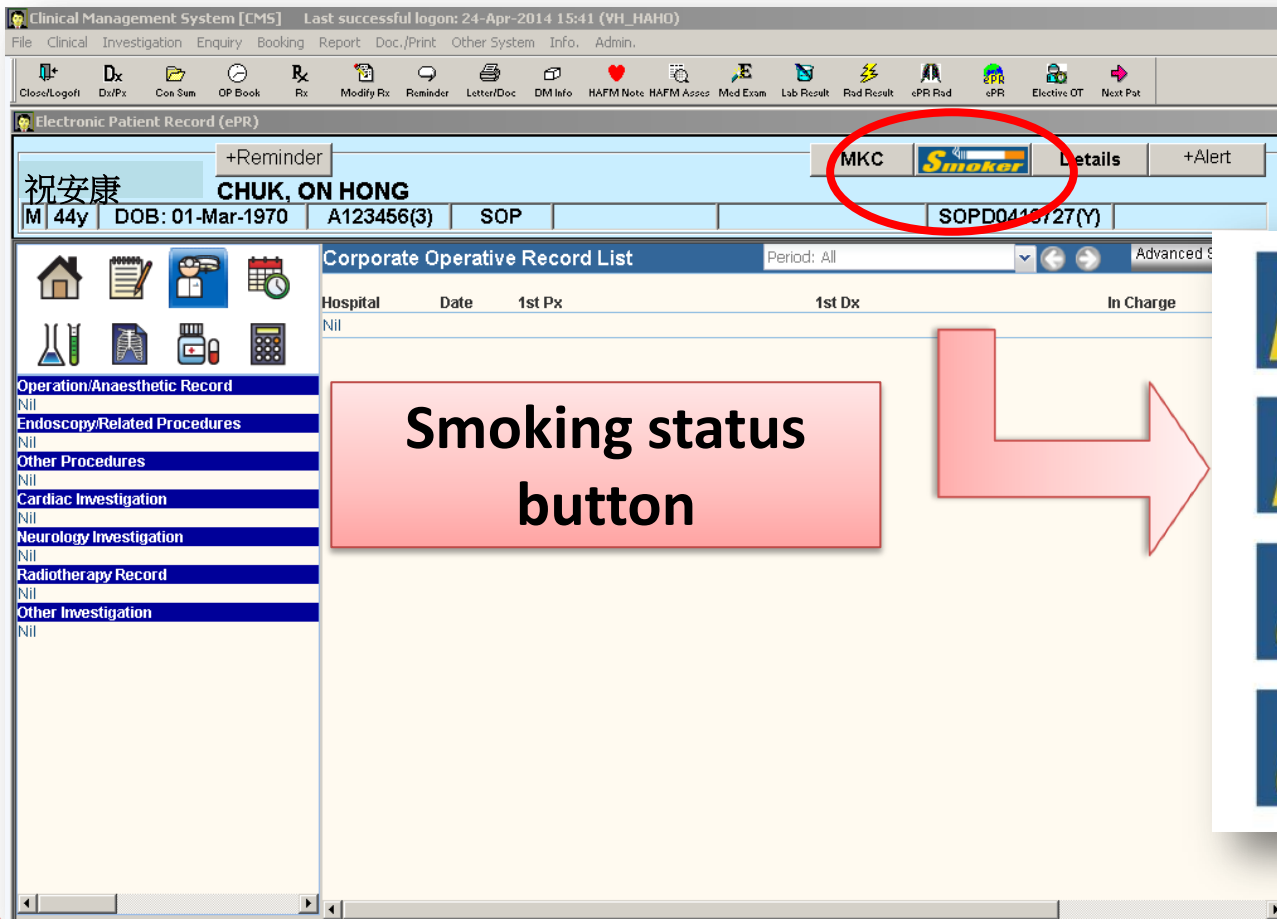 Clinical Management System [CMS] Last successful logon: 24-Apr-2014 15:41 (VH_HAHO)
File Clinical Investigation Enquiry Booking Report Doc./Print Other System Info. Admin.
Close/Logoff Dx/Px Con Sum OP Book Rx Modify Rx Reminder Letter/Doc DM Info HAFM Note HAFM Asses Med Exam Lab Result Rad Result ePR Rad ePR Elective OT Next Pat
Electronic Patient Record (ePR)
+Reminder MKC Smoker Details +Alert
祝安康 CHUK, ON HONG
M 44y DOB: 01-Mar-1970 A123456(3) SOP SOPD0413727(Y)
Corporate Operative Record List Period: All Advanced S
Hospital Date 1st Px 1st Dx In Charge
Nil
Operation/Anaesthetic Record
Nil
Endoscopy/Related Procedures
Nil
Other Procedures
Nil
Cardiac Investigation
Nil
Neurology Investigation
Nil
Radiotherapy Record
Nil
Other Investigation
Nil
Smoking status
button